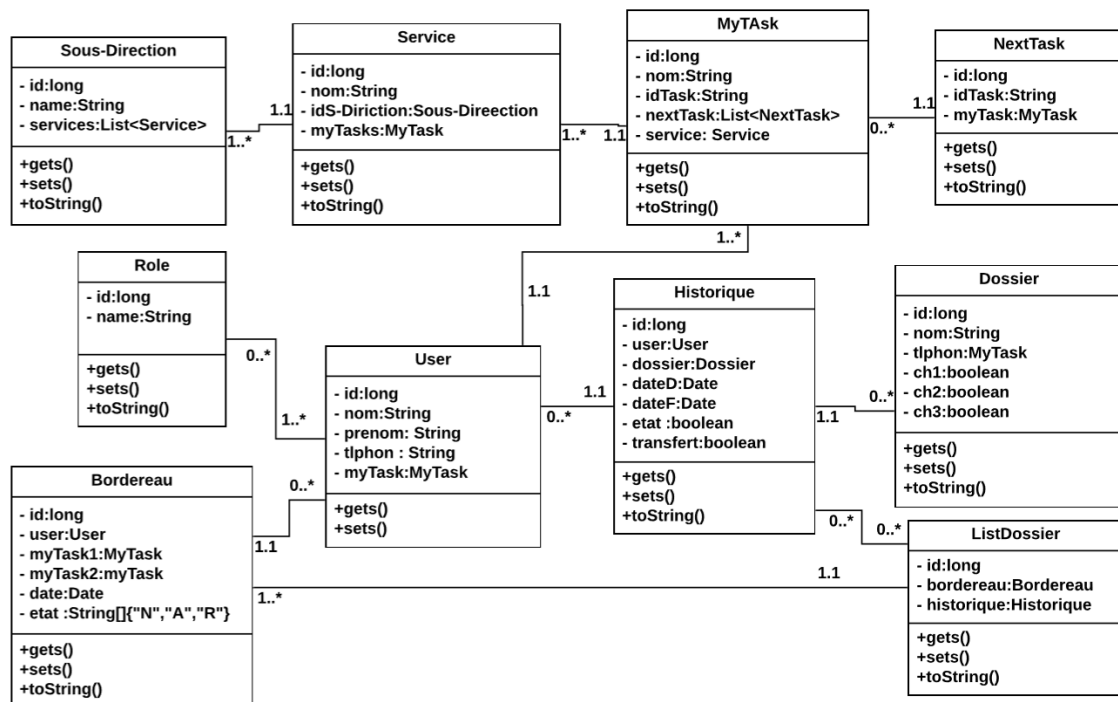 Sous-Direction
- id:long
- name:String
- services:List<Service>
+gets()
+sets()
+toString()
1..*
1.1
Service
- id:long
- nom:String
- idS-Diriction:Sous-Direection
- myTasks:MyTask
+gets()
+sets()
+toString()
1..*
1.1
MyTAsk
- id:long
- nom:String
- idTask:String
- nextTask:List<NextTask>
- service: Service
+gets()
+sets()
+toString()
0..*
1.1
NextTask
- id:long
- idTask:String
- myTask:MyTask
+gets()
+sets()
+toString()
1..*
1.1
Role
- id:long
- name:String
+gets()
+sets()
+toString()
0..*
1..*
User
- id:long
- nom:String
- prenom: String
- tlphon : String
- myTask:MyTask
+gets()
+sets()
0..*
1.1
Historique
- id:long
- user:User
- dossier:Dossier
- dateD:Date
- dateF:Date
- etat :boolean
- transfert:boolean
+gets()
+sets()
+toString()
1.1
0..*
Dossier
- id:long
- nom:String
- tlphon:MyTask
- ch1:boolean
- ch2:boolean
- ch3:boolean
+gets()
+sets()
+toString()
0..*
0..*
Bordereau
- id:long
- user:User
- myTask1:MyTask
- myTask2:myTask
- date:Date
- etat :String[]{"N","A","R"}
+gets()
+sets()
+toString()
0..*
1.1
1..*
1.1
ListDossier
- id:long
- bordereau:Bordereau
- historique:Historique
+gets()
+sets()
+toString()